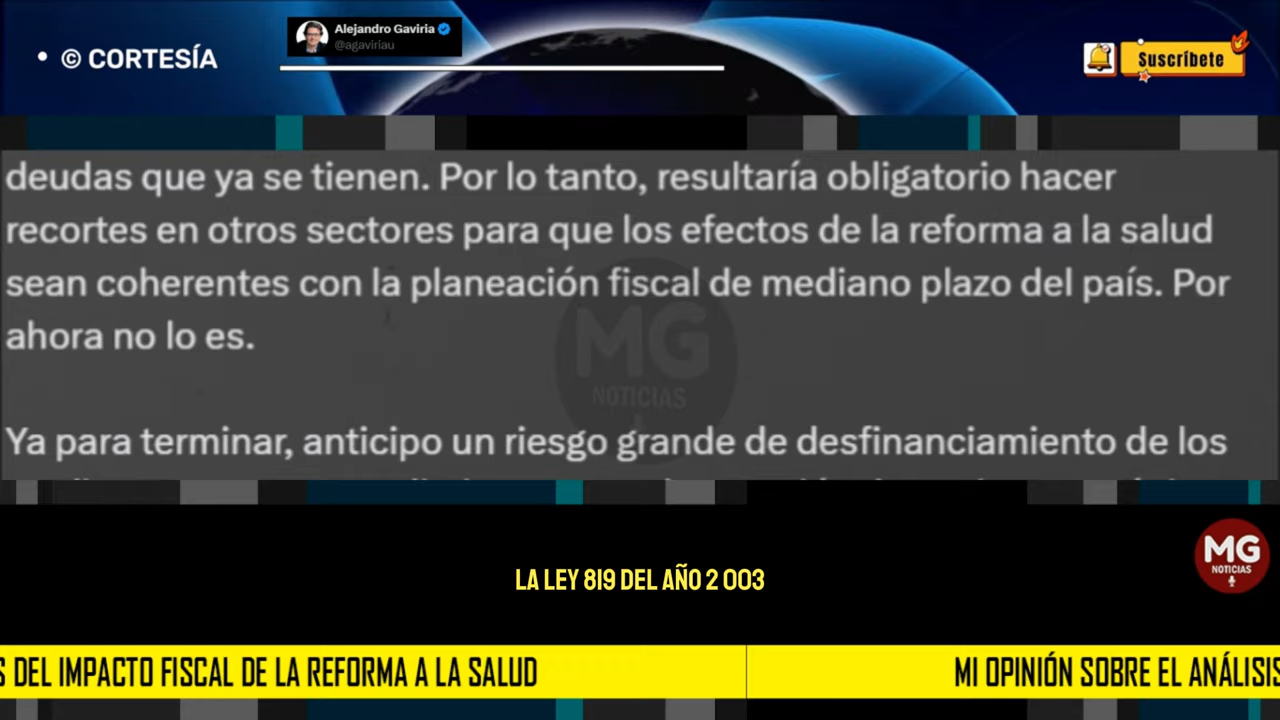 • © CORTESÍA
Alejandro Gaviria
@agaviriau
Suscríbete
deudas que ya se tienen. Por lo tanto, resultaría obligatorio hacer
recortes en otros sectores para que los efectos de la reforma a la salud
sean coherentes con la planeación fiscal de mediano plazo del país. Por
ahora no lo es.
MG
NOTICIAS
Ya para terminar, anticipo un riesgo grande de desfinanciamiento de los
MG
NOTICIAS
LA LEY 819 DEL AÑO 2 003
S DEL IMPACTO FISCAL DE LA REFORMA A LA SALUD
MI OPINIÓN SOBRE EL ANÁLISIS